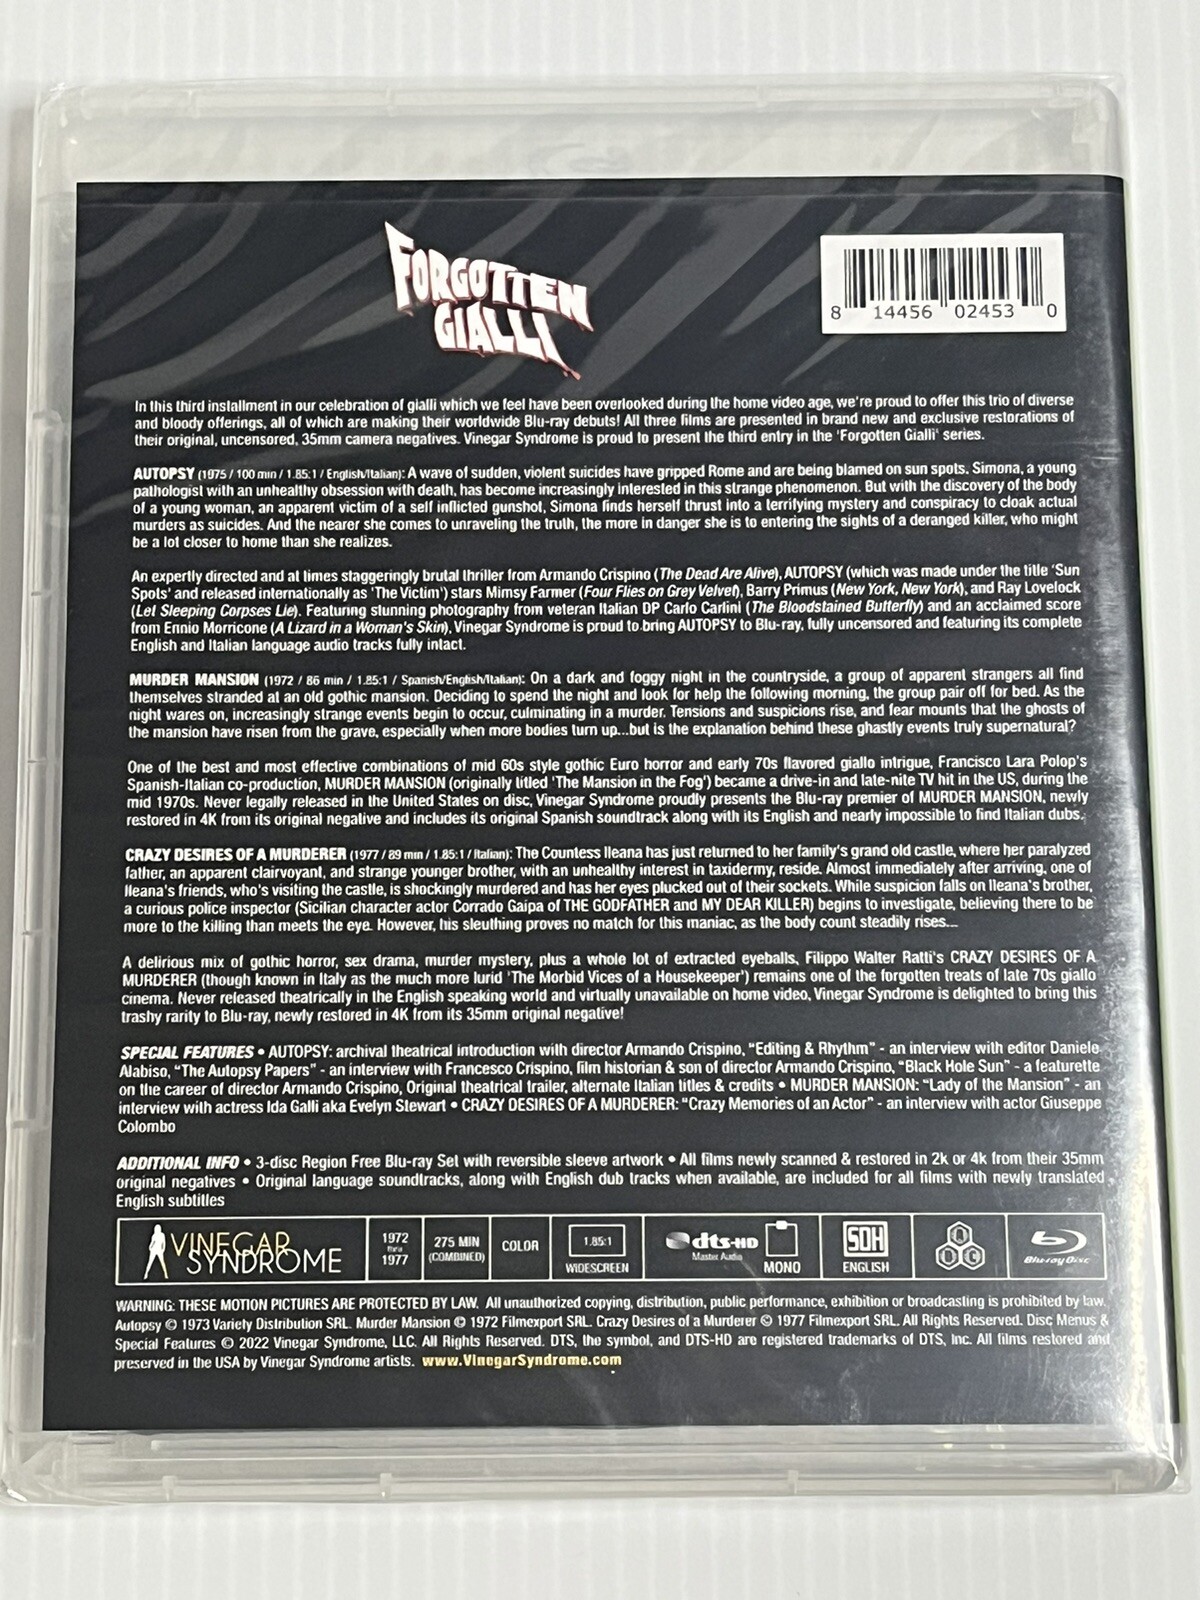 FORGOTTEN
GIALLI
8 14456 02453 0
In this third installment in our celebration of gialli which we feel have been overlooked during the home video age, we're proud to offer this trio of diverse
and bloody offerings, all of which are making their worldwide Blu-ray debuts! All three films are presented in brand new and exclusive restorations of
their original, uncensored, 35mm camera negatives. Vinegar Syndrome is proud to present the third entry in the 'Forgotten Gialli' series.
AUTOPSY (1975 / 100 min / 1.85:1 / English/Italian): A wave of sudden, violent suicides have gripped Rome and are being blamed on sun spots. Simona, a young
pathologist with an unhealthy obsession with death, has become increasingly interested in this strange phenomenon. But with the discovery of the body
of a young woman, an apparent victim of a self inflicted gunshot, Simona finds herself thrust into a terrifying mystery and conspiracy to cloak actual
murders as suicides. And the nearer she comes to unraveling the truth, the more in danger she is to entering the sights of a deranged killer, who might
be a lot closer to home than she realizes.
An expertly directed and at times staggeringly brutal thriller from Armando Crispino (The Dead Are Alive), AUTOPSY (which was made under the title 'Sun
Spots' and released internationally as 'The Victim') stars Mimsy Farmer (Four Flies on Grey Velvet), Barry Primus (New York, New York), and Ray Lovelock
(Let Sleeping Corpses Lie). Featuring stunning photography from veteran Italian DP Carlo Carlini (The Bloodstained Butterfly) and an acclaimed score
from Ennio Morricone (A Lizard in a Woman's Skin), Vinegar Syndrome is proud to bring AUTOPSY to Blu-ray, fully uncensored and featuring its complete
English and Italian language audio tracks fully intact.
MURDER MANSION (1972 / 86 min / 1.85:1 / Spanish/English/Italian): On a dark and foggy night in the countryside, a group of apparent strangers all find
themselves stranded at an old gothic mansion. Deciding to spend the night and look for help the following morning, the group pair off for bed. As the
night wares on, increasingly strange events begin to occur, culminating in a murder. Tensions and suspicions rise, and fear mounts that the ghosts of
the mansion have risen from the grave, especially when more bodies turn up...but is the explanation behind these ghastly events truly supernatural?
One of the best and most effective combinations of mid 60s style gothic Euro horror and early 70s flavored giallo intrigue, Francisco Lara Polop's
Spanish-Italian co-production, MURDER MANSION (originally titled 'The Mansion in the Fog') became a drive-in and late-nite TV hit in the US, during the
mid 1970s. Never legally released in the United States on disc, Vinegar Syndrome proudly presents the Blu-ray premier of MURDER MANSION, newly
restored in 4K from its original negative and includes its original Spanish soundtrack along with its English and nearly impossible to find Italian dubs.
CRAZY DESIRES OF A MURDERER (1977 / 89 min / 1.85:1 / Italian): The Countess Ileana has just returned to her family's grand old castle, where her paralyzed
father, an apparent clairvoyant, and strange younger brother, with an unhealthy interest in taxidermy, reside. Almost immediately after arriving, one of
Ileana's friends, who's visiting the castle, is shockingly murdered and has her eyes plucked out of their sockets. While suspicion falls on Ileana's brother,
a curious police inspector (Sicilian character actor Corrado Gaipa of THE GODFATHER and MY DEAR KILLER) begins to investigate, believing there to be
more to the killing than meets the eye. However, his sleuthing proves no match for this maniac, as the body count steadily rises...
A delirious mix of gothic horror, sex drama, murder mystery, plus a whole lot of extracted eyeballs, Filippo Walter Ratti's CRAZY DESIRES OF A
MURDERER (though known in Italy as the much more lurid 'The Morbid Vices of a Housekeeper') remains one of the forgotten treats of late 70s giallo
cinema. Never released theatrically in the English speaking world and virtually unavailable on home video, Vinegar Syndrome is delighted to bring this
trashy rarity to Blu-ray, newly restored in 4K from its 35mm original negative!
SPECIAL FEATURES • AUTOPSY: archival theatrical introduction with director Armando Crispino, "Editing & Rhythm" - an interview with editor Daniele
Alabiso, "The Autopsy Papers" - an interview with Francesco Crispino, film historian & son of director Armando Crispino, "Black Hole Sun" - a featurette
on the career of director Armando Crispino, Original theatrical trailer, alternate Italian titles & credits • MURDER MANSION: "Lady of the Mansion" - an
interview with actress Ida Galli aka Evelyn Stewart • CRAZY DESIRES OF A MURDERER: "Crazy Memories of an Actor" - an interview with actor Giuseppe
Colombo
ADDITIONAL INFO • 3-disc Region Free Blu-ray Set with reversible sleeve artwork • All films newly scanned & restored in 2k or 4k from their 35mm
original negatives • Original language soundtracks, along with English dub tracks when available, are included for all films with newly translated
English subtitles
VINEGAR
SYNDROME
1972
thru
1977
275 MIN
(COMBINED)
COLOR
1.85:1
WIDESCREEN
dts-HD
Master Audio
MONO
SDH
ENGLISH
A B C
Blu-ray Disc
WARNING: THESE MOTION PICTURES ARE PROTECTED BY LAW. All unauthorized copying, distribution, public performance, exhibition or broadcasting is prohibited by law.
Autopsy © 1973 Variety Distribution SRL. Murder Mansion © 1972 Filmexport SRL. Crazy Desires of a Murderer © 1977 Filmexport SRL. All Rights Reserved. Disc Menus &
Special Features © 2022 Vinegar Syndrome, LLC. All Rights Reserved. DTS, the symbol, and DTS-HD are registered trademarks of DTS, Inc. All films restored and
preserved in the USA by Vinegar Syndrome artists. www.VinegarSyndrome.com